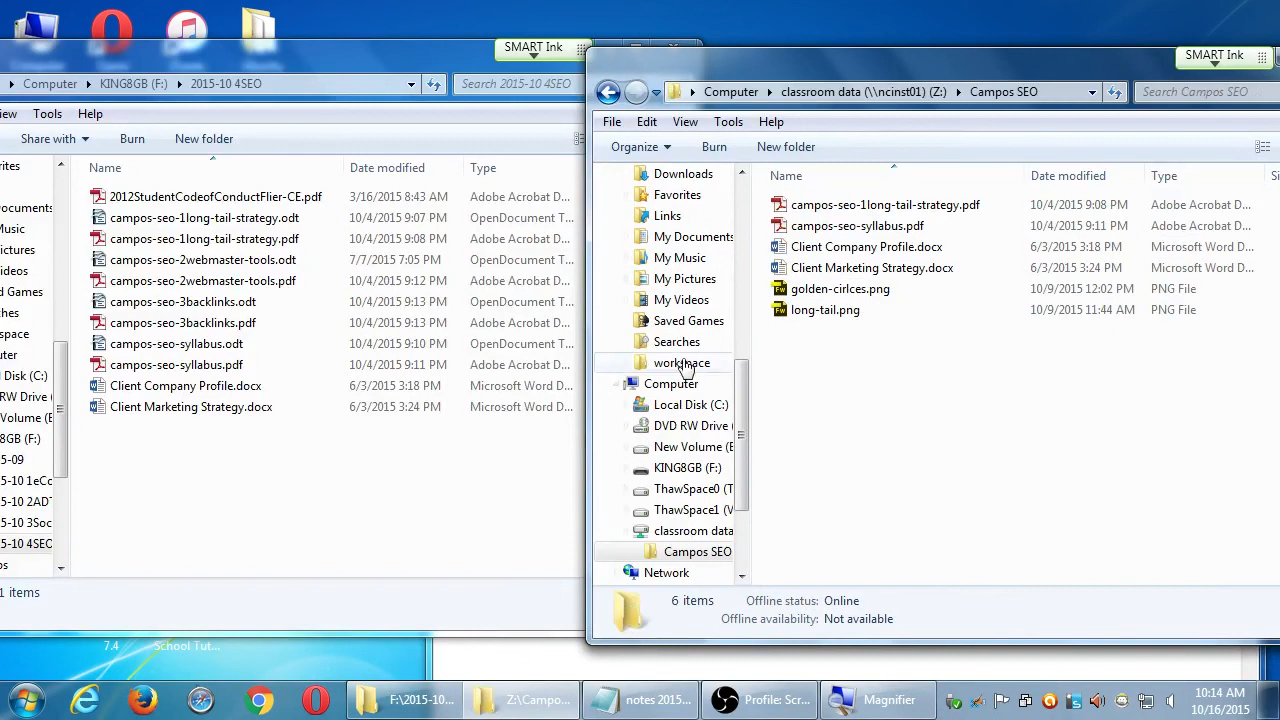 SMART Ink
SMART Ink
Computer KING8GB (F:) 2015-10 4SEO
Search 2015-10 4SEO
iew Tools Help
Share with Burn New folder
Name Date modified Type
2012StudentCodeofConductFlier-CE.pdf 3/16/2015 8:43 AM Adobe Acrobat D...
campos-seo-1long-tail-strategy.odt 10/4/2015 9:07 PM OpenDocument T...
campos-seo-1long-tail-strategy.pdf 10/4/2015 9:08 PM Adobe Acrobat D...
campos-seo-2webmaster-tools.odt 7/7/2015 7:05 PM OpenDocument T...
campos-seo-2webmaster-tools.pdf 10/4/2015 9:12 PM Adobe Acrobat D...
campos-seo-3backlinks.odt 10/4/2015 9:13 PM OpenDocument T...
campos-seo-3backlinks.pdf 10/4/2015 9:13 PM Adobe Acrobat D...
campos-seo-syllabus.odt 10/4/2015 9:10 PM OpenDocument T...
campos-seo-syllabus.pdf 10/4/2015 9:11 PM Adobe Acrobat D...
Client Company Profile.docx 6/3/2015 3:18 PM Microsoft Word D...
Client Marketing Strategy.docx 6/3/2015 3:24 PM Microsoft Word D...
rites
ocuments
Music
ictures
ideos
ed Games
rches
rkspace
uter
l Disk (C:)
RW Drive (
Volume (E
G8GB (F:)
15-09
5-10 1eCo
15-10 2AD
5-10 3Soc
15-10 4SEO
1 items
Computer classroom data (\\ncinst01) (Z:) Campos SEO
Search Campos SEO
File Edit View Tools Help
Organize Burn New folder
Downloads
Favorites
Links
My Documents
My Music
My Pictures
My Videos
Saved Games
Searches
Computer
Local Disk (C:)
DVD RW Drive (
New Volume (E
KING8GB (F:)
ThawSpace0 (T
ThawSpace1 (V
classroom data
Campos SEO
Network
Name Date modified Type Si
campos-seo-1long-tail-strategy.pdf 10/4/2015 9:08 PM Adobe Acrobat D...
campos-seo-syllabus.pdf 10/4/2015 9:11 PM Adobe Acrobat D...
Client Company Profile.docx 6/3/2015 3:18 PM Microsoft Word D...
Client Marketing Strategy.docx 6/3/2015 3:24 PM Microsoft Word D...
golden-cirlces.png 10/9/2015 12:02 PM PNG File
long-tail.png 10/9/2015 11:44 AM PNG File
6 items Offline status: Online
Offline availability: Not available
7.4 School Tut...
F:\2015-10... Z:\Campo... notes 2015... Profile: Scr... Magnifier
10:14 AM
10/16/2015